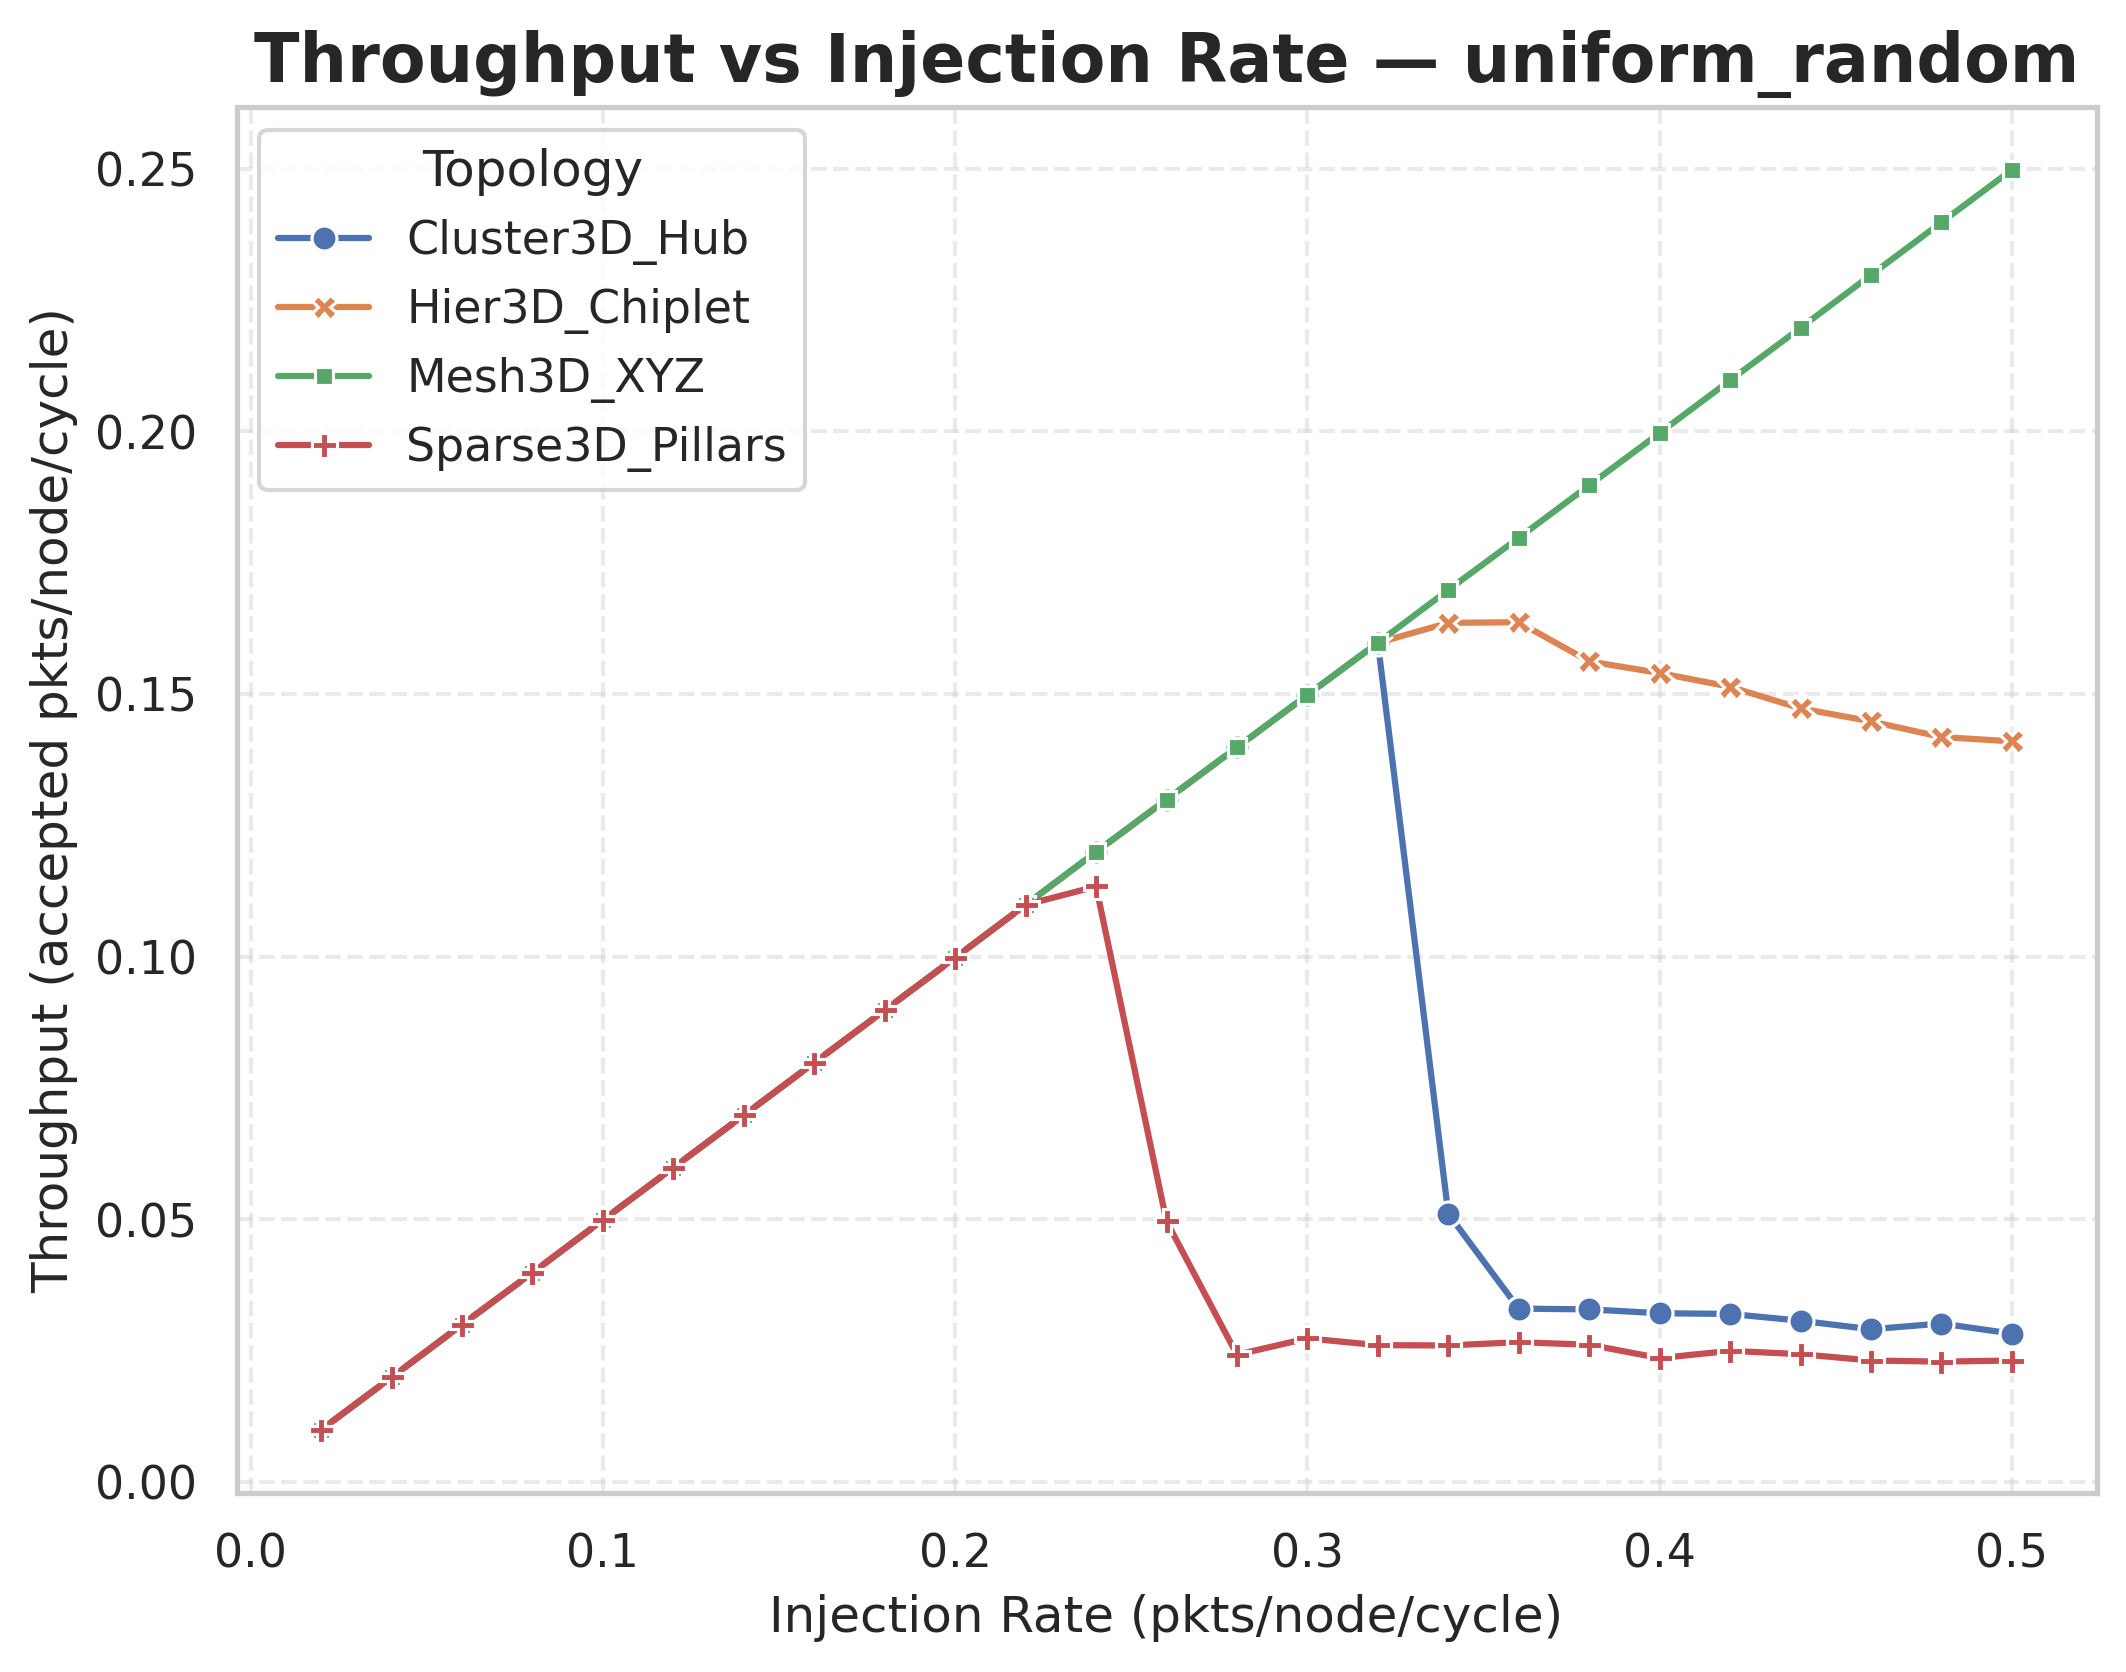 Throughput vs Injection Rate — uniform_random
Topology
Cluster3D_Hub
Hier3D_Chiplet
Mesh3D_XYZ
Sparse3D_Pillars
Throughput (accepted pkts/node/cycle)
0.25
0.20
0.15
0.10
0.05
0.00
0.0 0.1 0.2 0.3 0.4 0.5
Injection Rate (pkts/node/cycle)